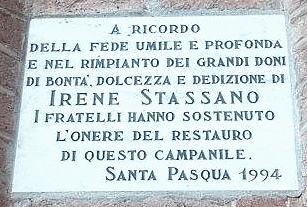 A RICORDO
DELLA FEDE UMILE E PROFONDA
E NEL RIMPIANTO DEI GRANDI DONI
DI BONTA', DOLCEZZA E DEDIZIONE DI
IRENE STASSANO
I FRATELLI HANNO SOSTENUTO
L'ONERE DEL RESTAURO
DI QUESTO CAMPANILE.
SANTA PASQUA 1994